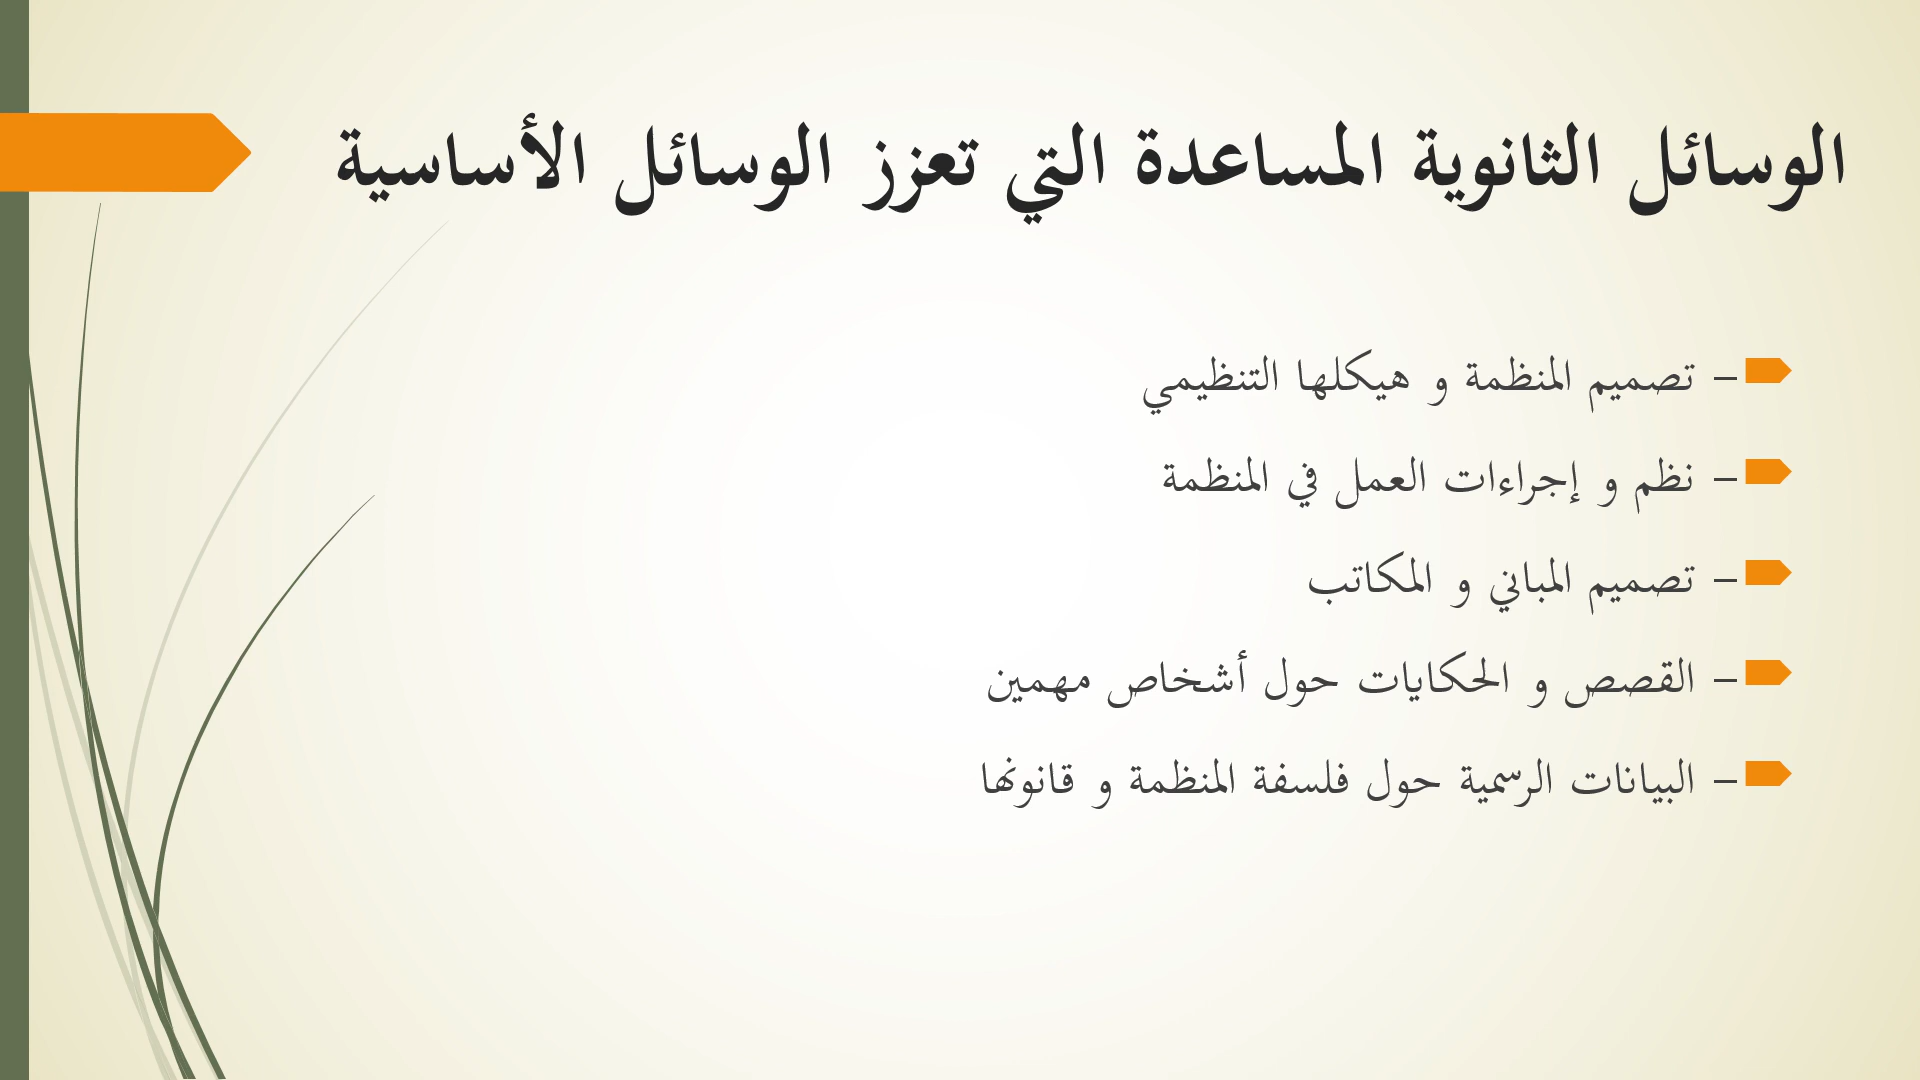 الوسائل الثانوية المساعدة التي تعزز الوسائل الأساسية
– تصميم المنظمة و هيكلها التنظيمي
– نظم و إجراءات العمل في المنظمة
– تصميم المباني و المكاتب
– القصص و الحكايات حول أشخاص مهمين
– البيانات الرسمية حول فلسفة المنظمة و قانونها